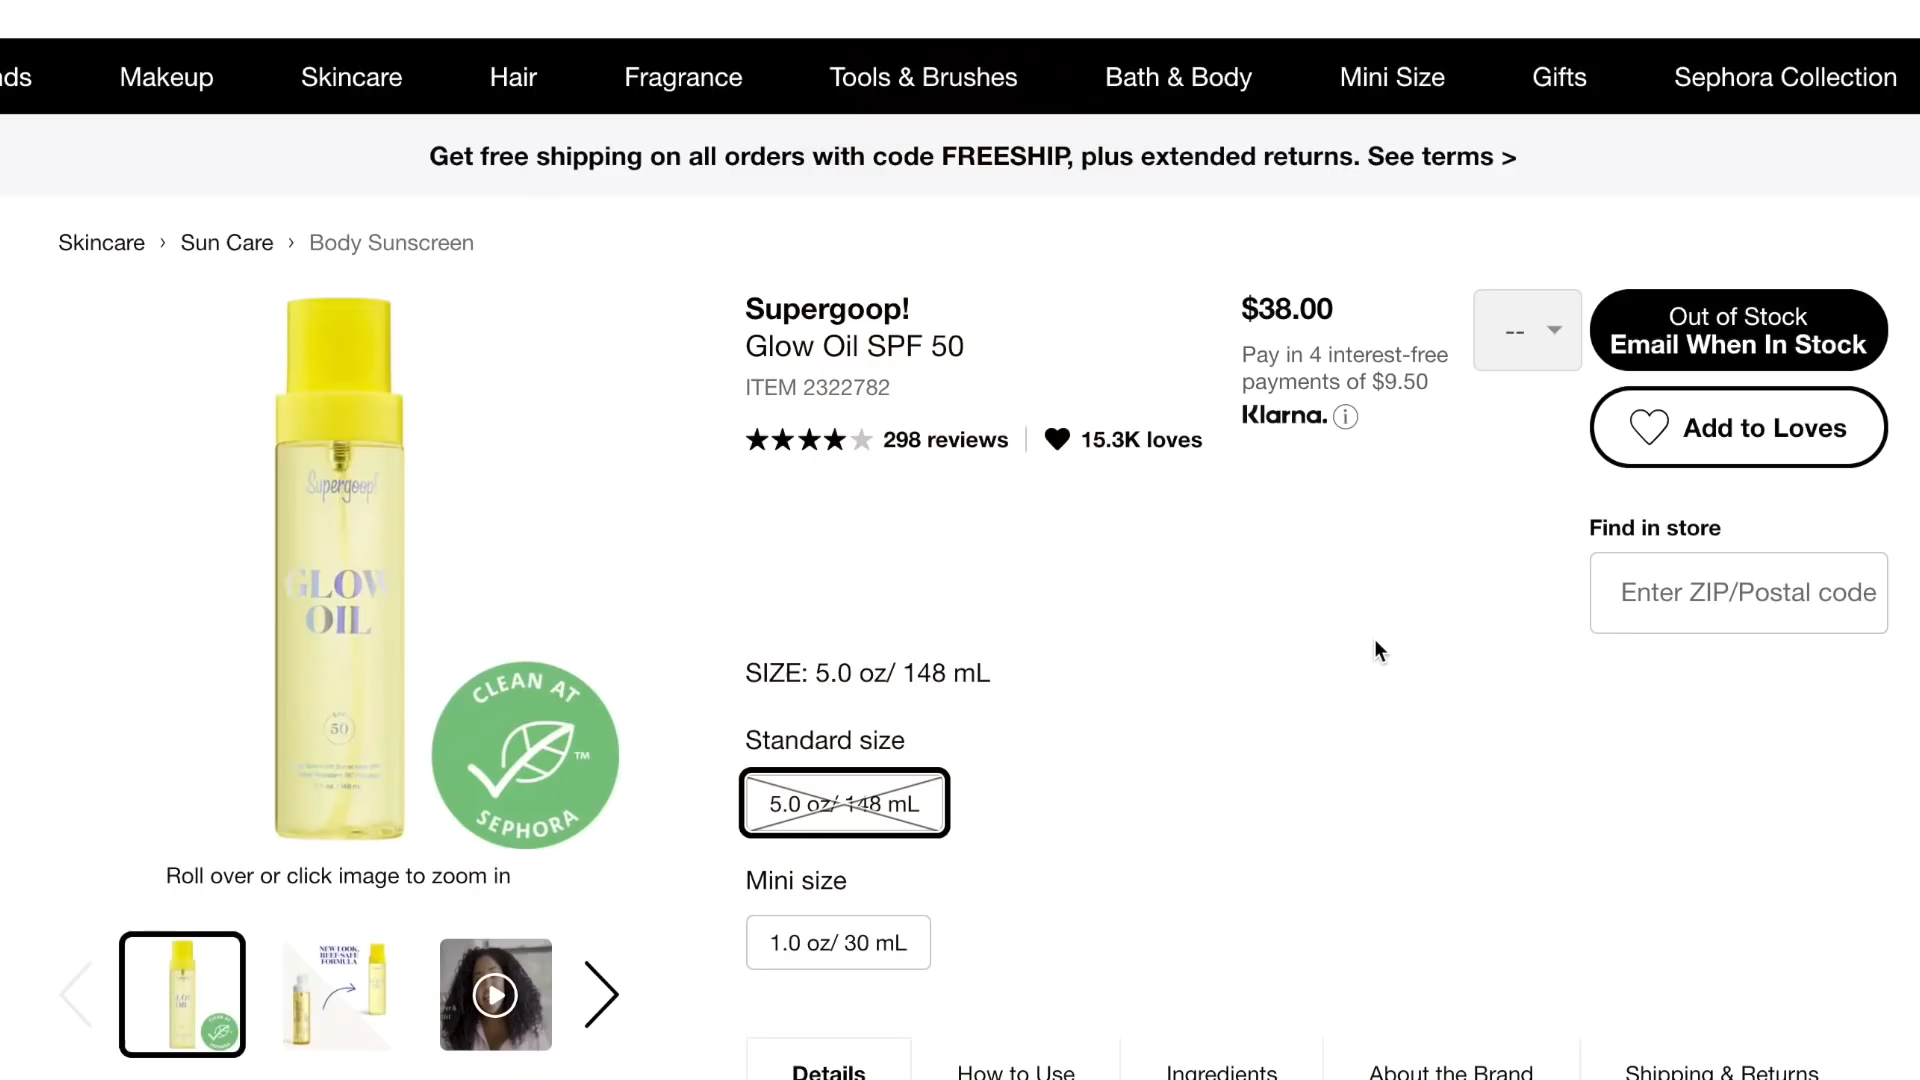 nds Makeup Skincare Hair Fragrance Tools & Brushes Bath & Body Mini Size Gifts Sephora Collection
Get free shipping on all orders with code FREESHIP, plus extended returns. See terms >
Skincare › Sun Care › Body Sunscreen
Supergoop!
GLOW
OIL
50
CLEAN AT
SEPHORA
TM
Roll over or click image to zoom in
NEW LOOK,
REEF-SAFE
FORMULA
Supergoop!
Glow Oil SPF 50
ITEM 2322782
298 reviews
15.3K loves
$38.00
Pay in 4 interest-free
payments of $9.50
Klarna. i
--
Out of Stock
Email When In Stock
Add to Loves
Find in store
Enter ZIP/Postal code
SIZE: 5.0 oz/ 148 mL
Standard size
5.0 oz/ 148 mL
Mini size
1.0 oz/ 30 mL
Details How to Use Ingredients About the Brand Shipping & Returns